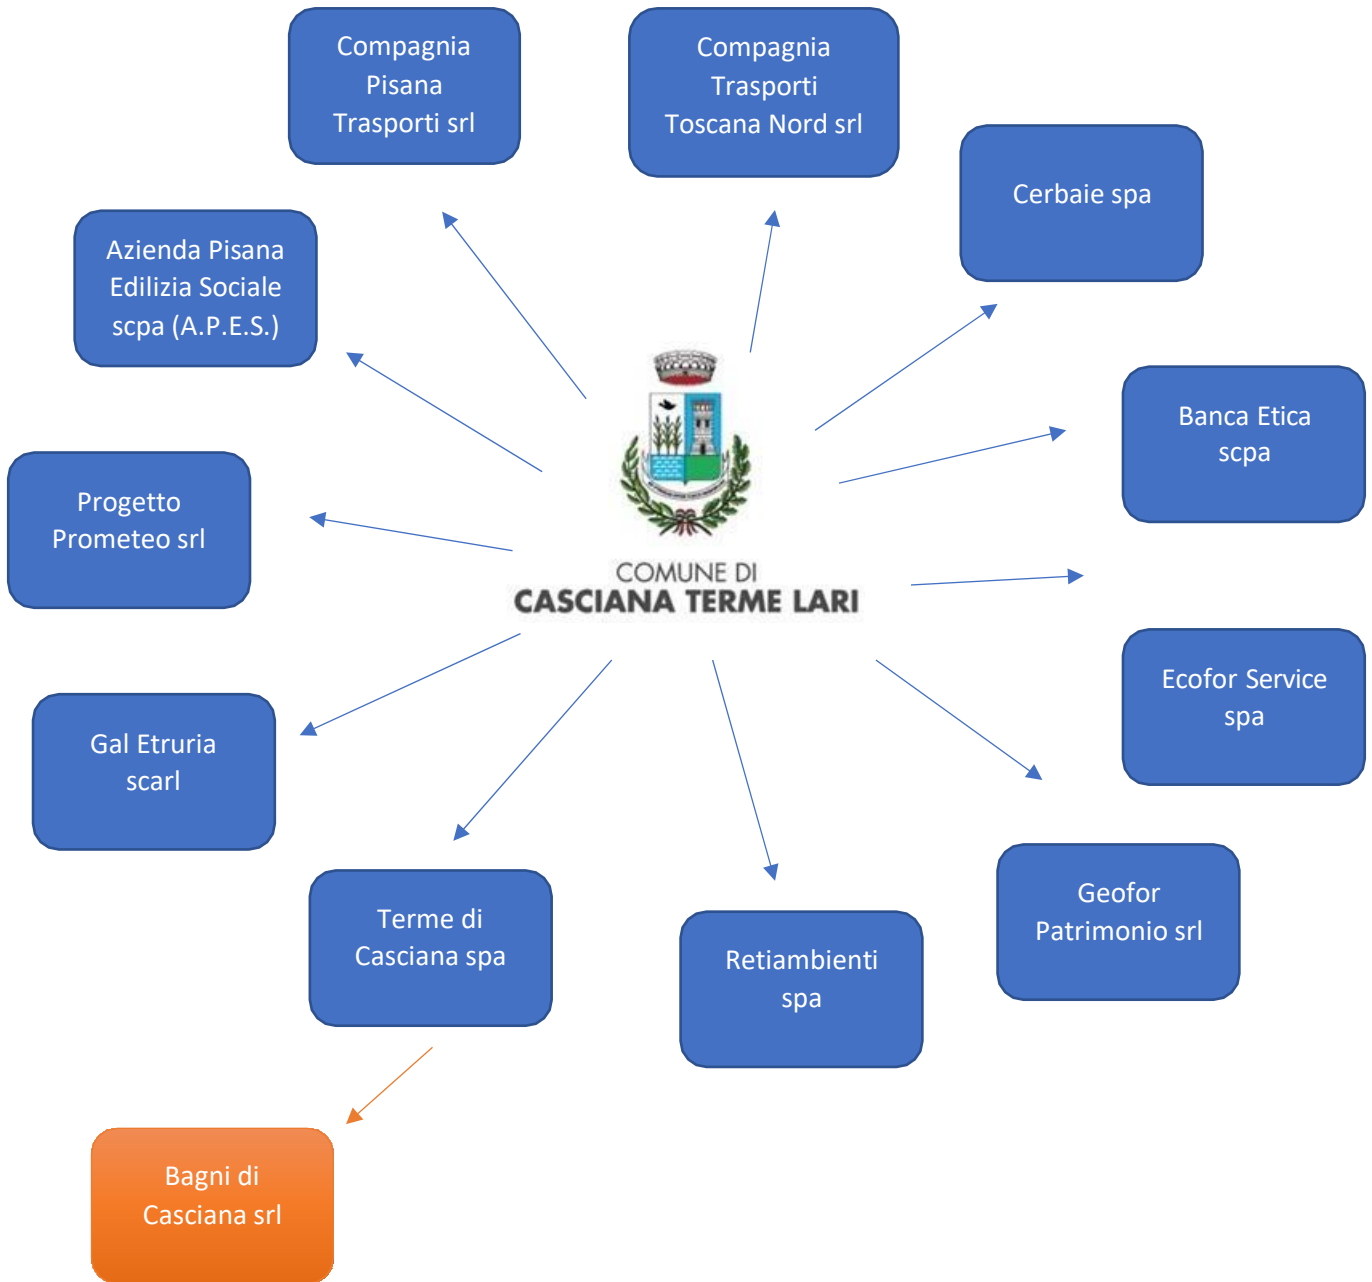 Compagnia
Pisana
Trasporti srl
Compagnia
Trasporti
Toscana Nord srl
Cerbaie spa
Azienda Pisana
Edilizia Sociale
scpa (A.P.E.S.)
Banca Etica
scpa
Progetto
Prometeo srl
COMUNE DI
CASCIANA TERME LARI
Ecofor Service
spa
Gal Etruria
scarl
Geofor
Patrimonio srl
Terme di
Casciana spa
Retiambienti
spa
Bagni di
Casciana srl